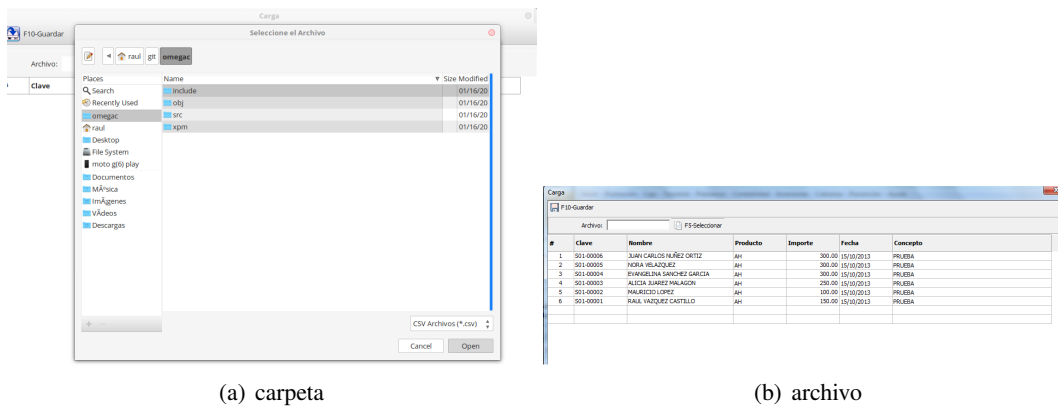 Carga
Seleccione el Archivo
F10-Guardar
raul git omegac
Archivo:
Places Name Size Modified
Clave
Search include 01/16/20
Recently Used obj 01/16/20
omegac src 01/16/20
raul xpm 01/16/20
Desktop
File System
moto g(6) play
Documentos
MÃºsica
ImÃgenes
VÃdeos
Descargas
CSV Archivos (*.csv)
Cancel Open
(a) carpeta
Carga
F10-Guardar
Archivo: F5-Seleccionar
# Clave Nombre Producto Importe Fecha Concepto
1 S01-00006 JUAN CARLOS NUÑEZ ORTIZ AH 300.00 15/10/2013 PRUEBA
2 S01-00005 NORA VELAZQUEZ AH 300.00 15/10/2013 PRUEBA
3 S01-00004 EVANGELINA SANCHEZ GARCIA AH 300.00 15/10/2013 PRUEBA
4 S01-00003 ALICIA JUAREZ MALAGON AH 250.00 15/10/2013 PRUEBA
5 S01-00002 MAURICIO LOPEZ AH 100.00 15/10/2013 PRUEBA
6 S01-00001 RAUL VAZQUEZ CASTILLO AH 150.00 15/10/2013 PRUEBA
(b) archivo